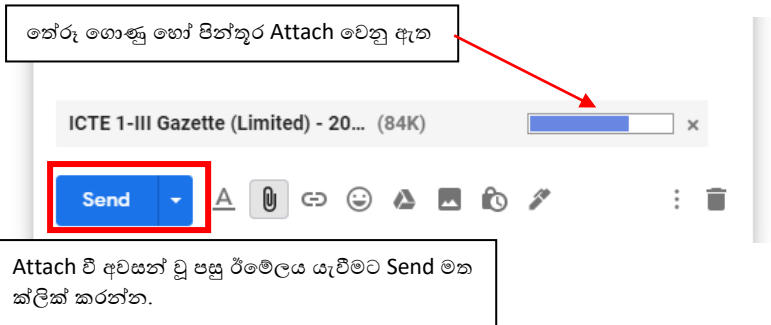 තේරූ ගොණු හෝ පින්තූර Attach වෙනු ඇත
ICTE 1-III Gazette (Limited) - 20... (84K)
Send
Attach වී අවසන් වූ පසු ඊමේලය යැවීමට Send මත
ක්ලික් කරන්න.